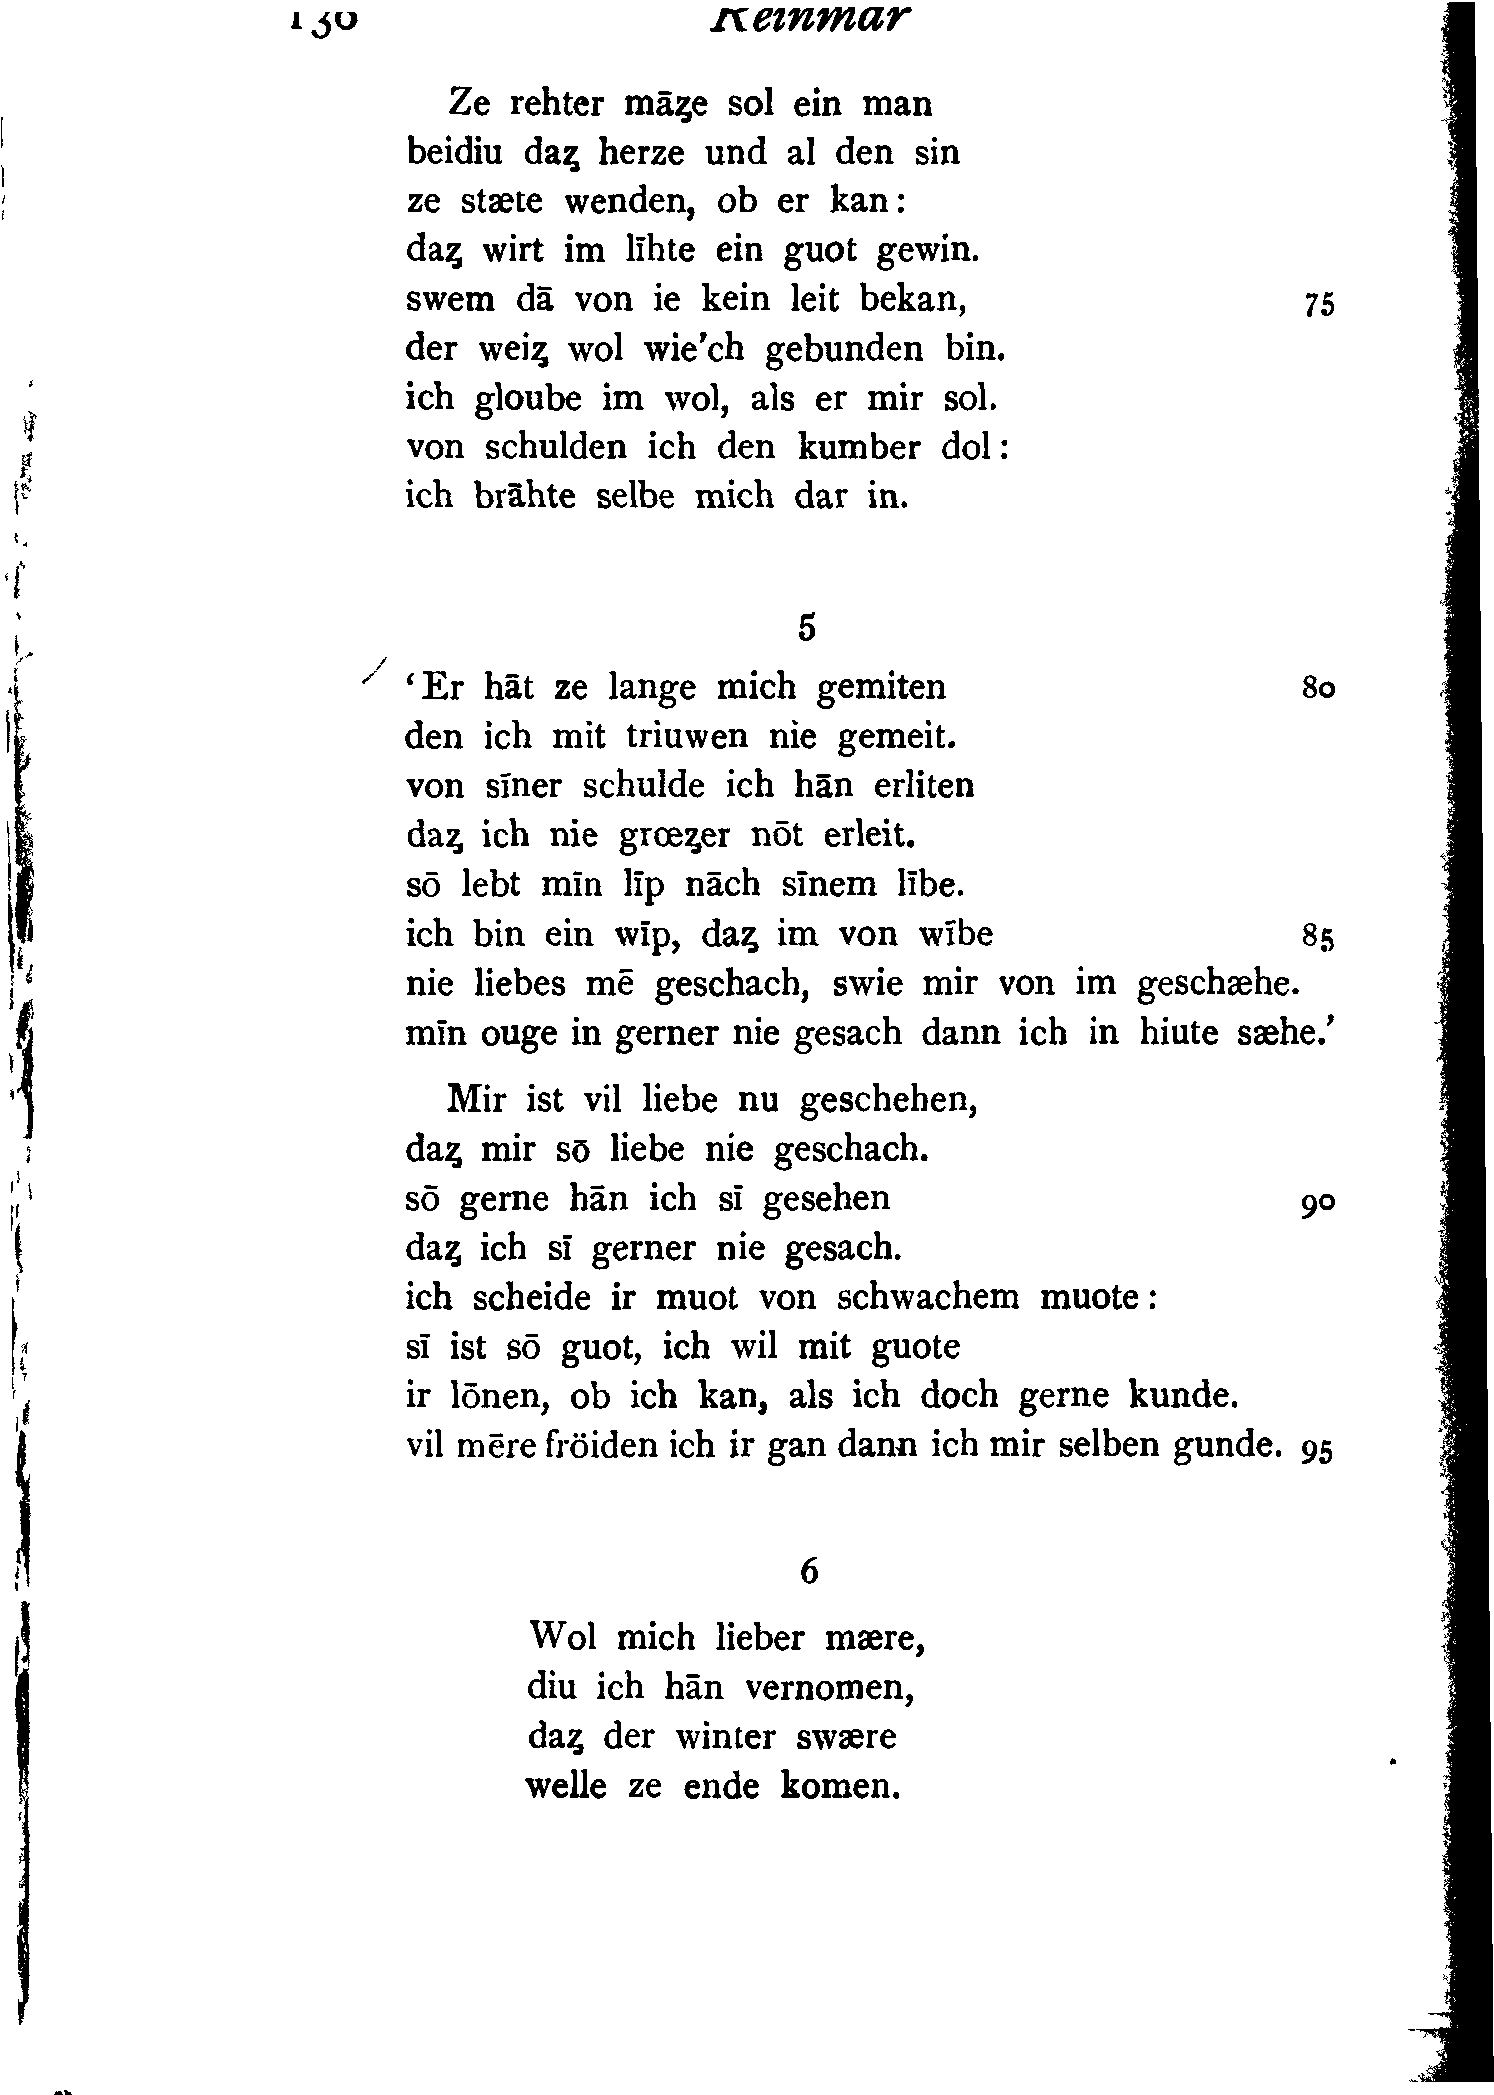 130 Reinmar
Ze rehter māȥe sol ein man
beidiu daȥ herze und al den sin
ze stæte wenden, ob er kan:
daȥ wirt im līhte ein guot gewin.
swem dā von ie kein leit bekan, 75
der weiȥ wol wie'ch gebunden bin.
ich gloube im wol, als er mir sol.
von schulden ich den kumber dol:
ich brāhte selbe mich dar in.
5
‘Er hāt ze lange mich gemiten 80
den ich mit triuwen nie gemeit.
von sīner schulde ich hān erliten
daȥ ich nie grœȥer nōt erleit.
sō lebt mīn līp nāch sīnem lībe.
ich bin ein wīp, daȥ im von wībe 85
nie liebes mē geschach, swie mir von im geschæhe.
mīn ouge in gerner nie gesach dann ich in hiute sæhe.’
Mir ist vil liebe nu geschehen,
daȥ mir sō liebe nie geschach.
sō gerne hān ich sī gesehen 90
daȥ ich sī gerner nie gesach.
ich scheide ir muot von schwachem muote:
sī ist sō guot, ich wil mit guote
ir lōnen, ob ich kan, als ich doch gerne kunde.
vil mēre fröiden ich ir gan dann ich mir selben gunde. 95
6
Wol mich lieber mære,
diu ich hān vernomen,
daȥ der winter swære
welle ze ende komen.